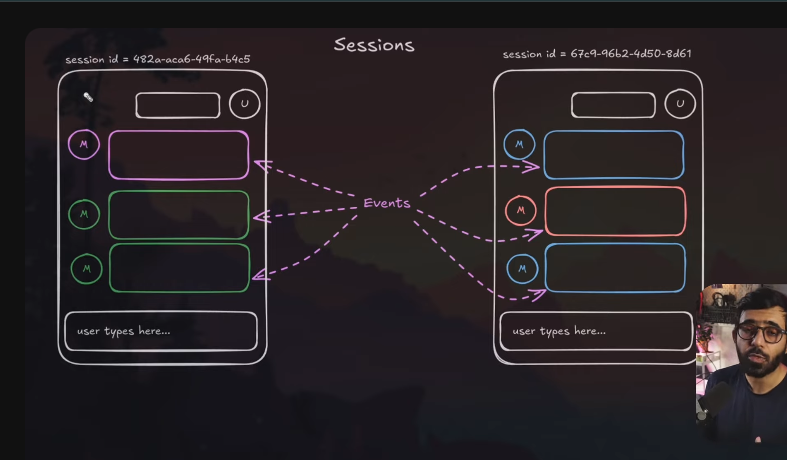 Sessions
session id = 482a-aca6-49fa-b4c5
U
M
M
M
user types here...
Events
session id = 67c9-96b2-4d50-8d61
U
M
M
M
user types here...